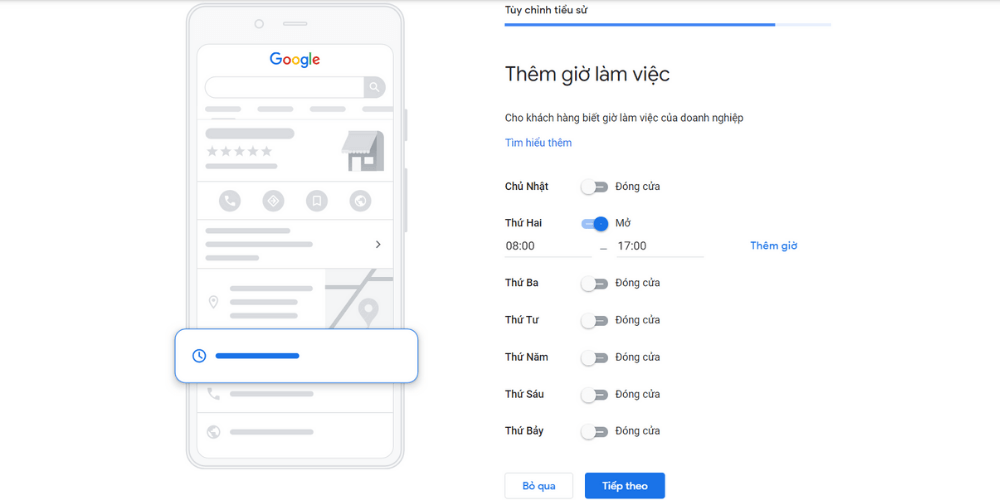 Google
Tùy chỉnh tiểu sử
Thêm giờ làm việc
Cho khách hàng biết giờ làm việc của doanh nghiệp
Tìm hiểu thêm
Chủ Nhật Đóng cửa
Thứ Hai Mở
08:00 – 17:00 Thêm giờ
Thứ Ba Đóng cửa
Thứ Tư Đóng cửa
Thứ Năm Đóng cửa
Thứ Sáu Đóng cửa
Thứ Bảy Đóng cửa
Bỏ qua Tiếp theo